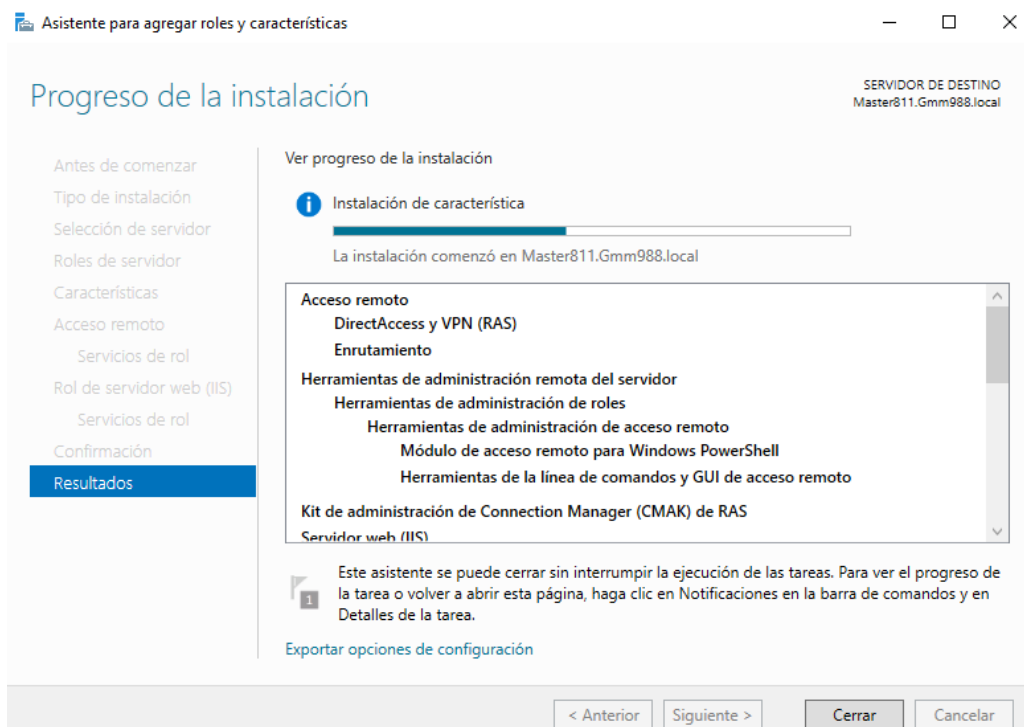 Asistente para agregar roles y características
Progreso de la instalación
SERVIDOR DE DESTINO
Master811.Gmm988.local
Antes de comenzar
Tipo de instalación
Selección de servidor
Roles de servidor
Características
Acceso remoto
Servicios de rol
Rol de servidor web (IIS)
Servicios de rol
Confirmación
Resultados
Ver progreso de la instalación
Instalación de característica
La instalación comenzó en Master811.Gmm988.local
Acceso remoto
DirectAccess y VPN (RAS)
Enrutamiento
Herramientas de administración remota del servidor
Herramientas de administración de roles
Herramientas de administración de acceso remoto
Módulo de acceso remoto para Windows PowerShell
Herramientas de la línea de comandos y GUI de acceso remoto
Kit de administración de Connection Manager (CMAK) de RAS
Servidor web (IIS)
1
Este asistente se puede cerrar sin interrumpir la ejecución de las tareas. Para ver el progreso de
la tarea o volver a abrir esta página, haga clic en Notificaciones en la barra de comandos y en
Detalles de la tarea.
Exportar opciones de configuración
< Anterior
Siguiente >
Cerrar
Cancelar